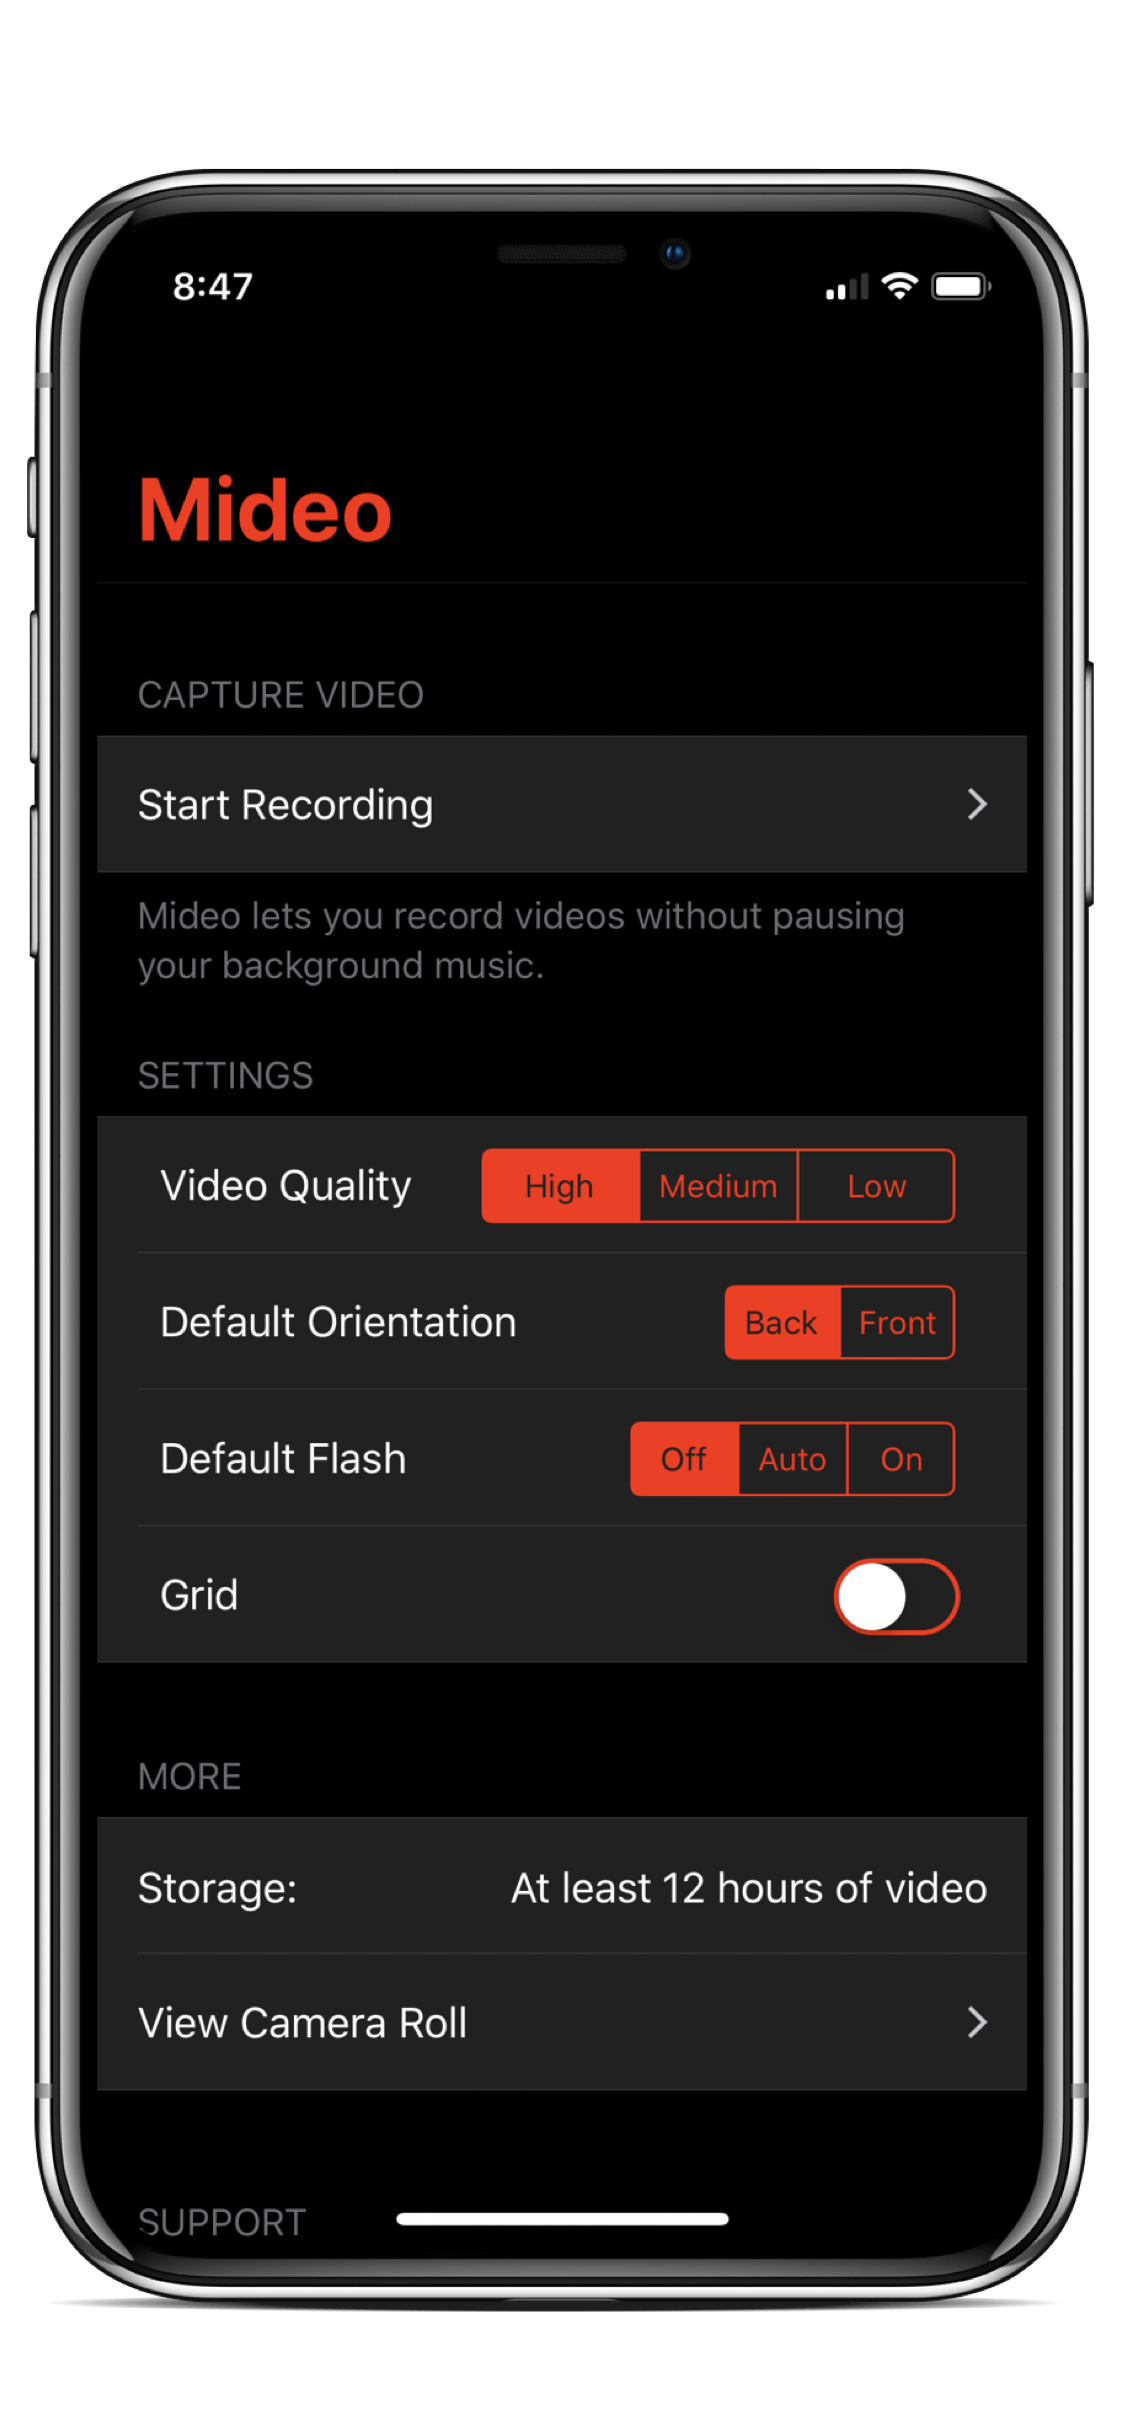 8:47
Mideo
CAPTURE VIDEO
Start Recording
Mideo lets you record videos without pausing
your background music.
SETTINGS
Video Quality High Medium Low
Default Orientation Back Front
Default Flash Off Auto On
Grid
MORE
Storage: At least 12 hours of video
View Camera Roll
SUPPORT